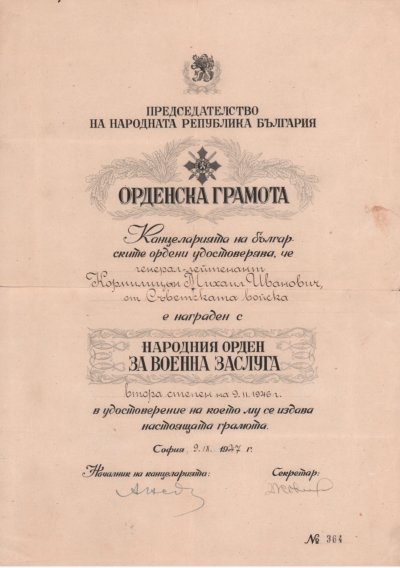 ПРЕДСЕДАТЕЛСТВО
НА НАРОДНАТА РЕПУБЛИКА БЪЛГАРИЯ
ОРДЕНСКА ГРАМОТА
Канцеларията на българ-
ските ордени удостоверява, че
генерал-лейтенант
Корпилицын Михаил Иванович,
от Съветската войска
е награден с
НАРОДНИЯ ОРДЕН
ЗА ВОЕННА ЗАСЛУГА
втора степен на 9.II.1946 г.
в удостоверение на което му се издава
настоящата грамота.
София 9.IX. 1947 г.
Началник на канцеларията: Секретар:
№ 364